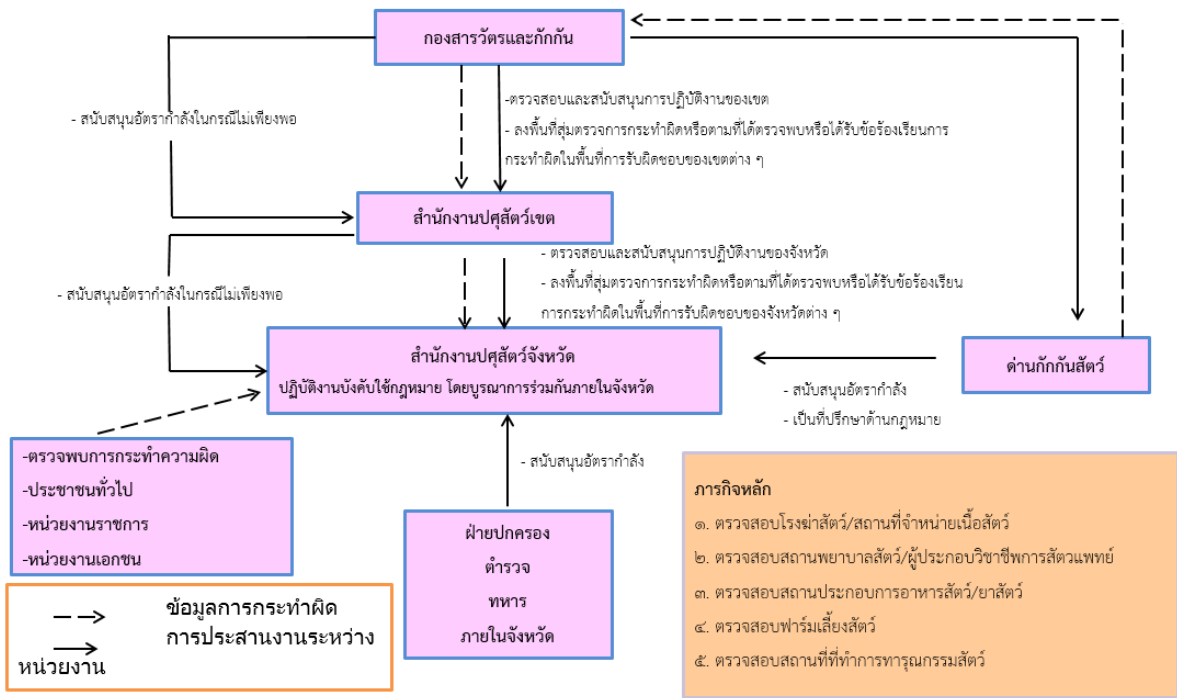 กองสารวัตรและกักกัน
- สนับสนุนอัตรากำลังในกรณีไม่เพียงพอ
-ตรวจสอบและสนับสนุนการปฏิบัติงานของเขต
- ลงพื้นที่สุ่มตรวจการกระทำผิดหรือตามที่ได้ตรวจพบหรือได้รับข้อร้องเรียนการ
กระทำผิดในพื้นที่การรับผิดชอบของเขตต่าง ๆ
สำนักงานปศุสัตว์เขต
- สนับสนุนอัตรากำลังในกรณีไม่เพียงพอ
- ตรวจสอบและสนับสนุนการปฏิบัติงานของจังหวัด
- ลงพื้นที่สุ่มตรวจการกระทำผิดหรือตามที่ได้ตรวจพบหรือได้รับข้อร้องเรียน
การกระทำผิดในพื้นที่การรับผิดชอบของจังหวัดต่าง ๆ
สำนักงานปศุสัตว์จังหวัด
ปฏิบัติงานบังคับใช้กฎหมาย โดยบูรณาการร่วมกันภายในจังหวัด
ด่านกักกันสัตว์
- สนับสนุนอัตรากำลัง
- เป็นที่ปรึกษาด้านกฎหมาย
-ตรวจพบการกระทำความผิด
-ประชาชนทั่วไป
-หน่วยงานราชการ
-หน่วยงานเอกชน
- สนับสนุนอัตรากำลัง
ฝ่ายปกครอง
ตำรวจ
ทหาร
ภายในจังหวัด
ภารกิจหลัก
๑. ตรวจสอบโรงฆ่าสัตว์/สถานที่จำหน่ายเนื้อสัตว์
๒. ตรวจสอบสถานพยาบาลสัตว์/ผู้ประกอบวิชาชีพการสัตวแพทย์
๓. ตรวจสอบสถานประกอบการอาหารสัตว์/ยาสัตว์
๔. ตรวจสอบฟาร์มเลี้ยงสัตว์
๕. ตรวจสอบสถานที่ที่ทำการทารุณกรรมสัตว์
ข้อมูลการกระทำผิด
การประสานงานระหว่าง
หน่วยงาน